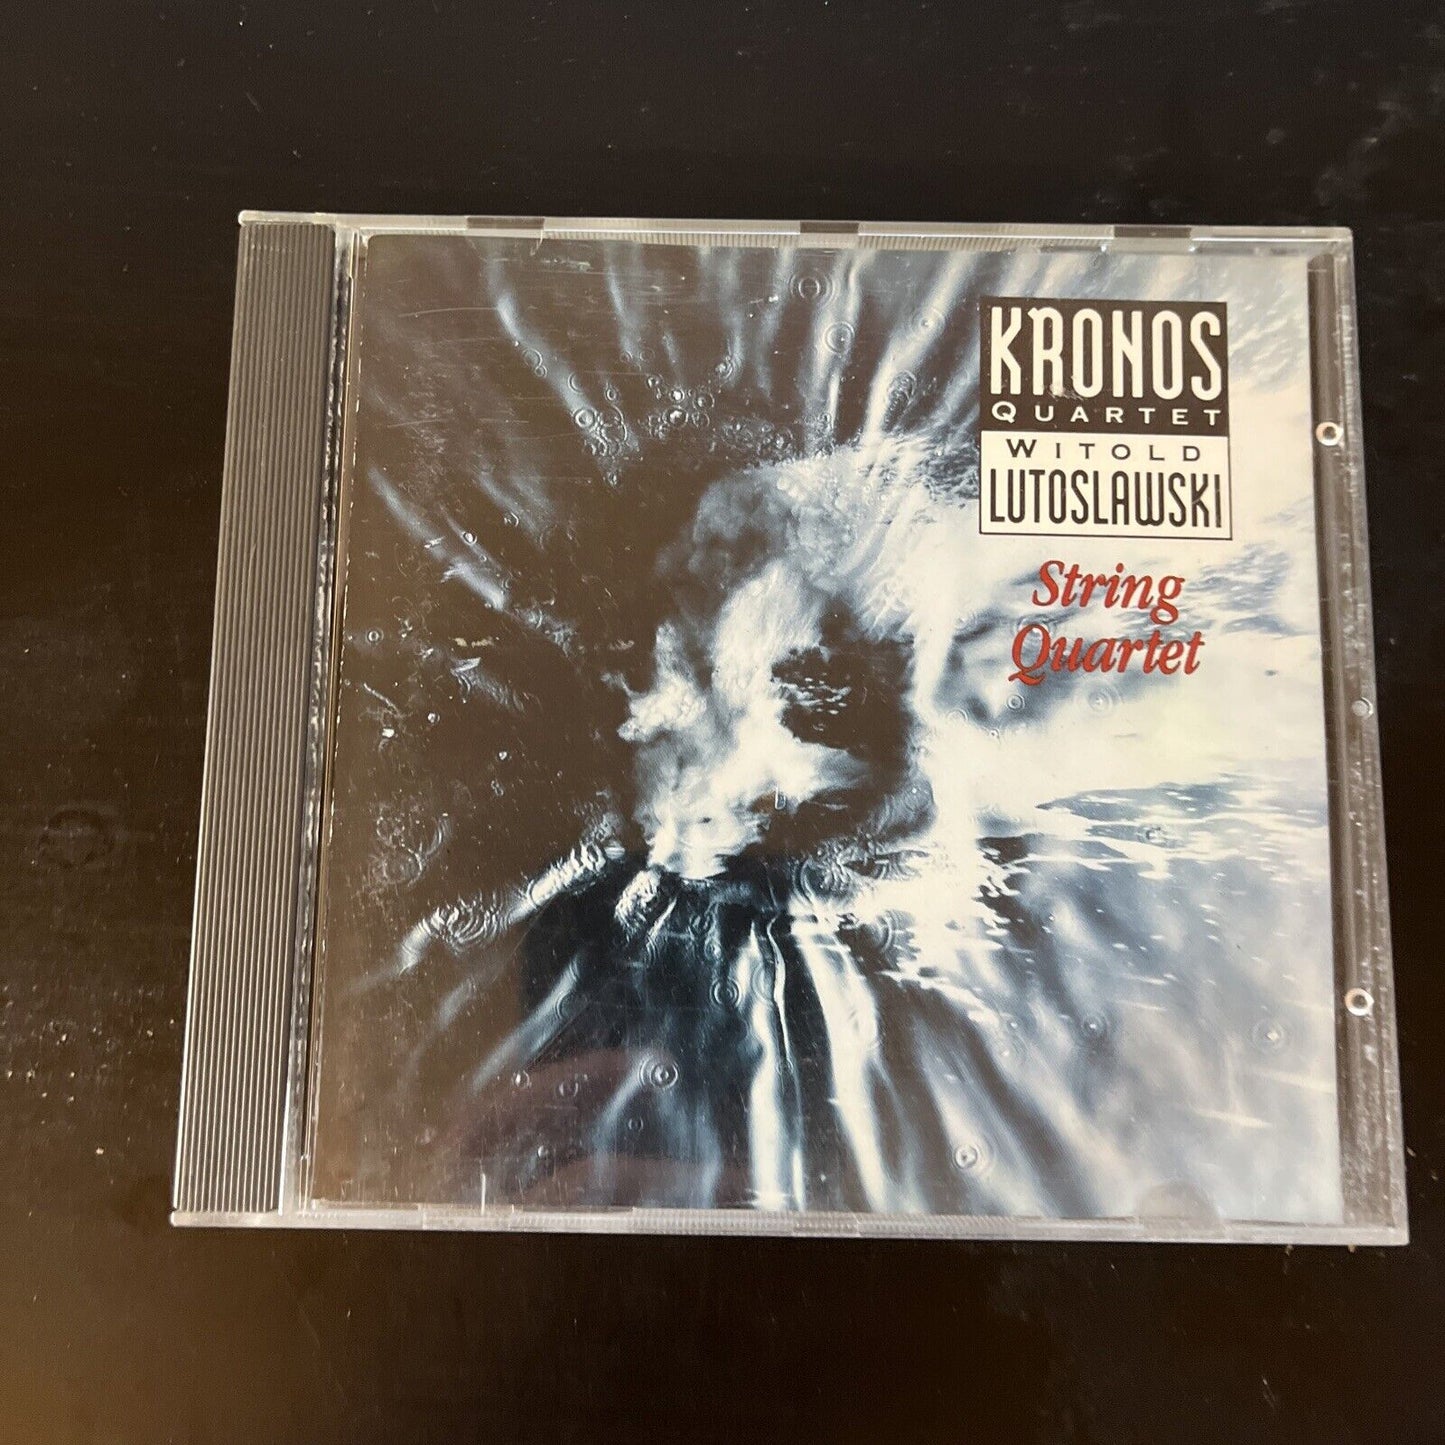 KRONOS
QUARTET
WITOLD
LUTOSLAWSKI
String
Quartet